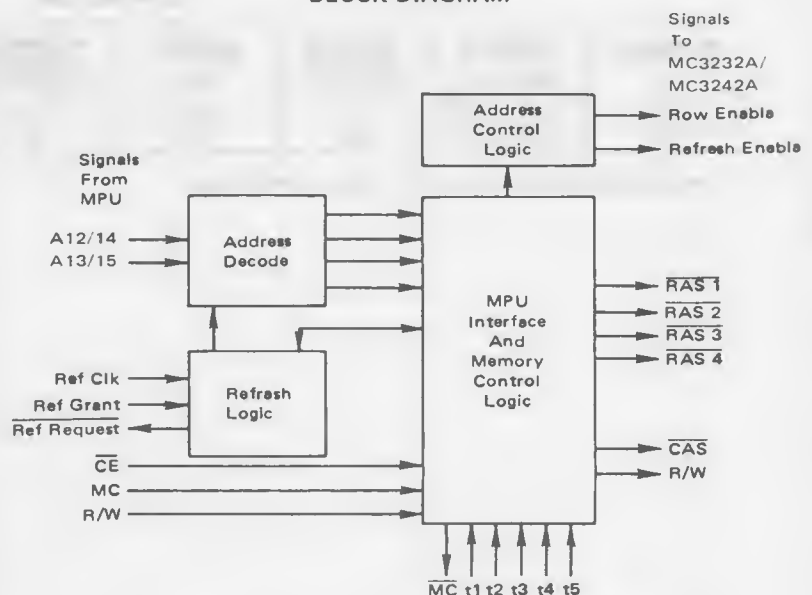 BLOCK DIAGRAM
Signals
To
MC3232A/
MC3242A
Address
Control
Logic
Row Enable
Refresh Enable
Signals
From
MPU
A12/14
A13/15
Address
Decode
MPU
Interface
And
Memory
Control
Logic
RAS 1
RAS 2
RAS 3
RAS 4
Ref Clk
Ref Grant
Ref Request
Refresh
Logic
CE
MC
R/W
CAS
R/W
MC t1 t2 t3 t4 t5